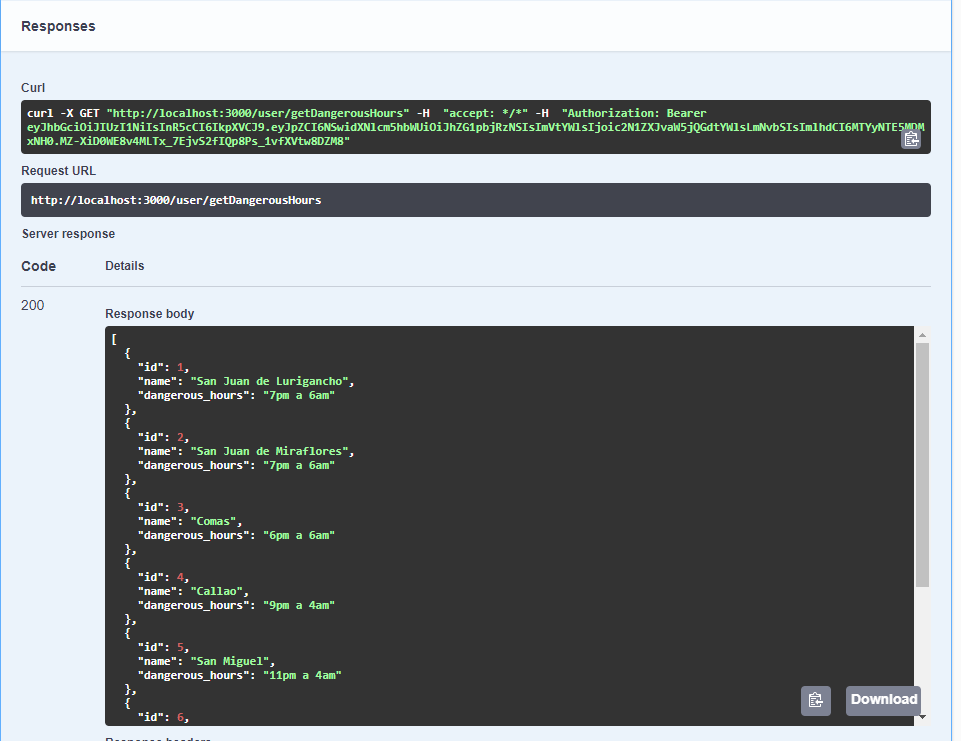 Responses
Curl
curl -X GET "http://localhost:3000/user/getDangerousHours" -H  "accept: */*" -H  "Authorization: Bearer
eyJhbGciOiJIUzI1NiIsInR5cCI6IkpXVCJ9.eyJpZCI6NSwidXNlcm5hbWUiOiJhZG1pbjRzNSIsImVtYWlsIjoic2N1ZXJvaW5jQGdtYWlsLmNvbSIsImlhdCI6MTYyNTE5MDM
xNH0.MZ-XiD0WE8v4MLTx_7EjvS2fIQp8Ps_1vfXVtw8DZM8"
Request URL
http://localhost:3000/user/getDangerousHours
Server response
Code Details
200
Response body
[
{
"id": 1,
"name": "San Juan de Lurigancho",
"dangerous_hours": "7pm a 6am"
},
{
"id": 2,
"name": "San Juan de Miraflores",
"dangerous_hours": "7pm a 6am"
},
{
"id": 3,
"name": "Comas",
"dangerous_hours": "6pm a 6am"
},
{
"id": 4,
"name": "Callao",
"dangerous_hours": "9pm a 4am"
},
{
"id": 5,
"name": "San Miguel",
"dangerous_hours": "11pm a 4am"
},
{
"id": 6,
Download
Response headers